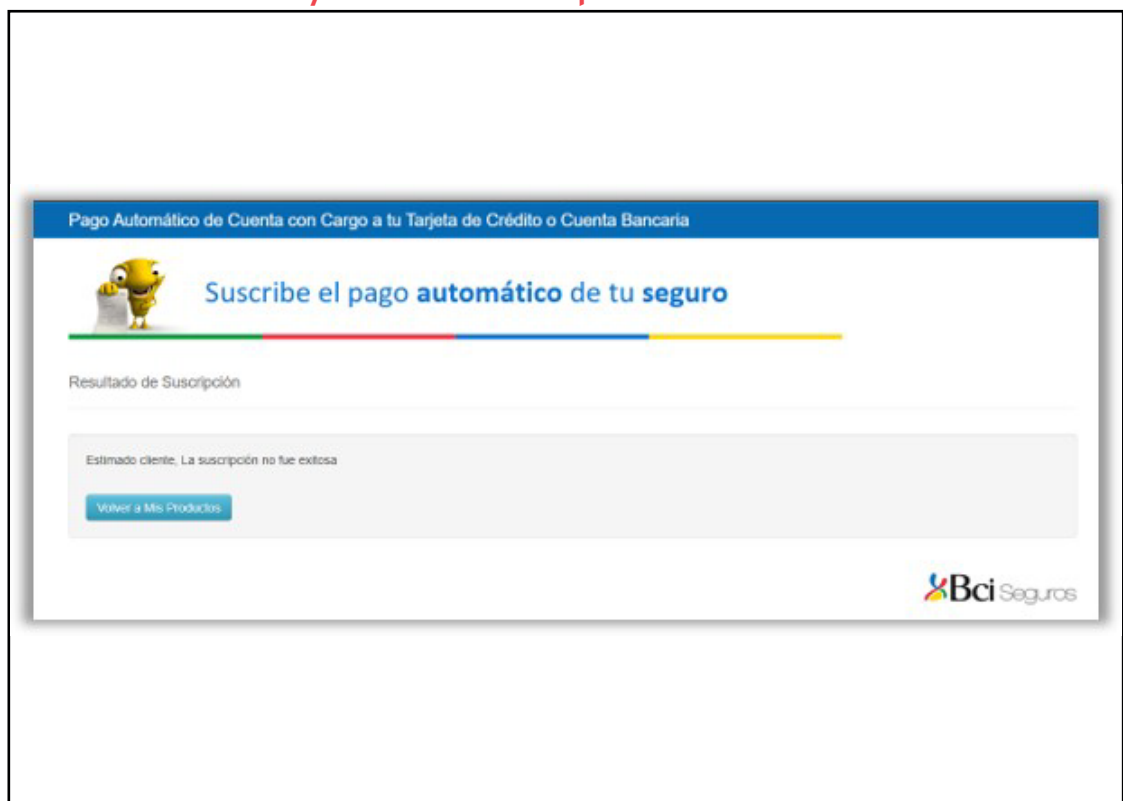 Pago Automático de Cuenta con Cargo a tu Tarjeta de Crédito o Cuenta Bancaria
Suscribe el pago automático de tu seguro
Resultado de Suscripción
Estimado cliente, La suscripción no fue exitosa
Volver a Mis Productos
Bci Seguros